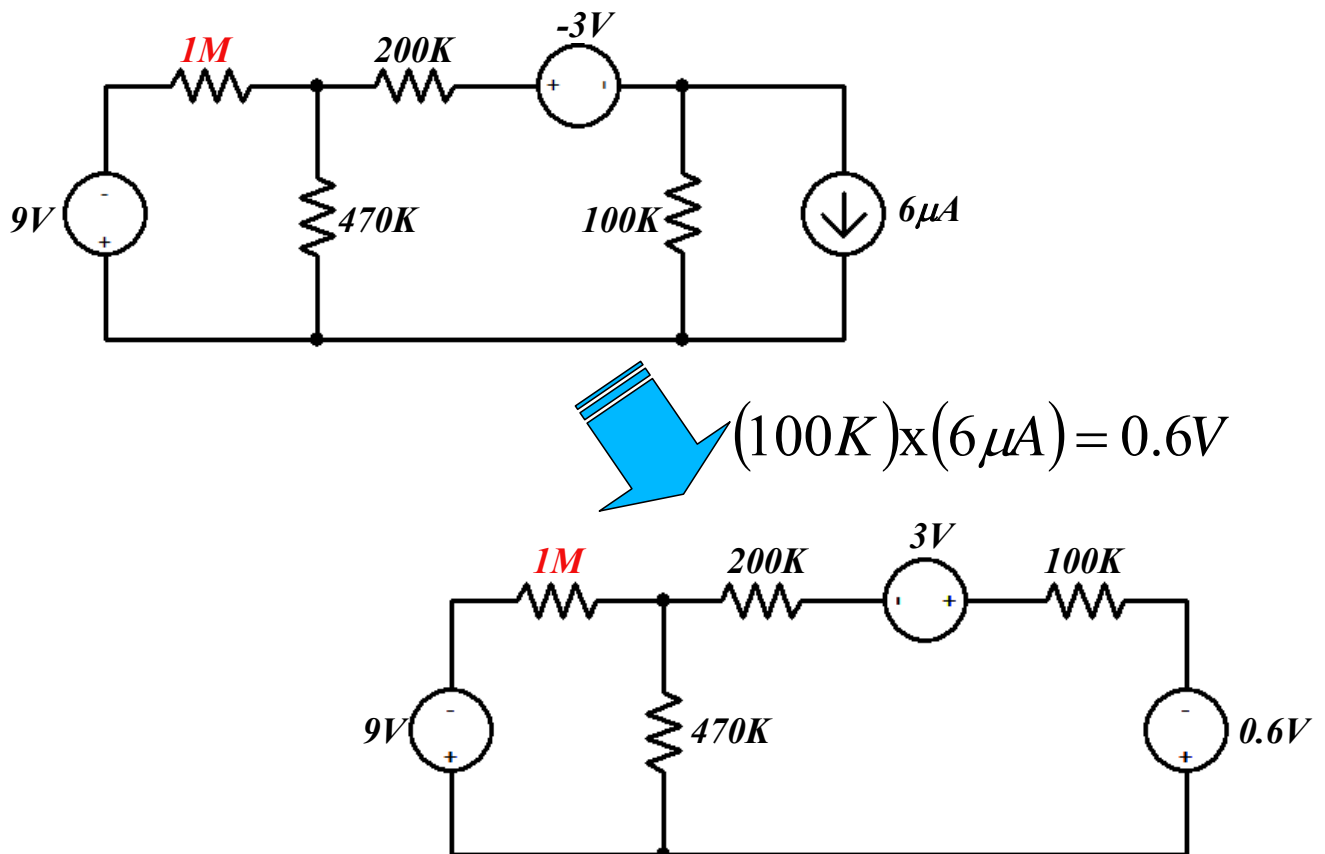 -3V
1M 200K
+ -
-
9V 470K 100K 6μA
+
(100K)x(6μA) = 0.6V
3V
1M 200K 100K
- +
- -
9V 470K 0.6V
+ +